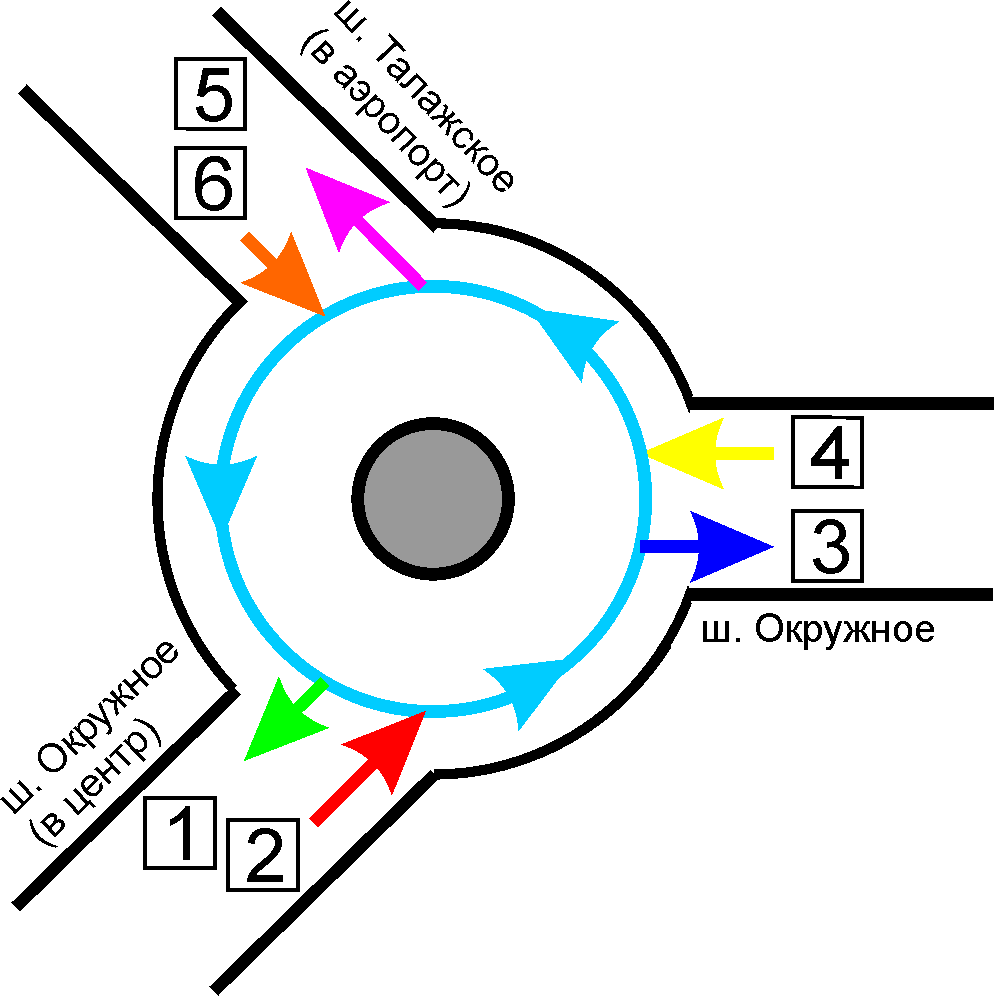 ш. Талажское
(в аэропорт)
5
6
4
3
ш. Окружное
ш. Окружное
(в центр)
1
2